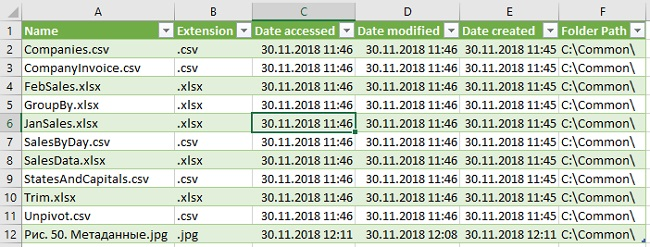 A B C D E F
1 Name Extension Date accessed Date modified Date created Folder Path
2 Companies.csv .csv 30.11.2018 11:46 30.11.2018 11:46 30.11.2018 11:45 C:\Common\
3 CompanyInvoice.csv .csv 30.11.2018 11:46 30.11.2018 11:46 30.11.2018 11:45 C:\Common\
4 FebSales.xlsx .xlsx 30.11.2018 11:46 30.11.2018 11:46 30.11.2018 11:45 C:\Common\
5 GroupBy.xlsx .xlsx 30.11.2018 11:46 30.11.2018 11:46 30.11.2018 11:45 C:\Common\
6 JanSales.xlsx .xlsx 30.11.2018 11:46 30.11.2018 11:46 30.11.2018 11:45 C:\Common\
7 SalesByDay.csv .csv 30.11.2018 11:46 30.11.2018 11:46 30.11.2018 11:45 C:\Common\
8 SalesData.xlsx .xlsx 30.11.2018 11:46 30.11.2018 11:46 30.11.2018 11:45 C:\Common\
9 StatesAndCapitals.csv .csv 30.11.2018 11:46 30.11.2018 11:46 30.11.2018 11:45 C:\Common\
10 Trim.xlsx .xlsx 30.11.2018 11:46 30.11.2018 11:46 30.11.2018 11:45 C:\Common\
11 Unpivot.csv .csv 30.11.2018 11:46 30.11.2018 11:46 30.11.2018 11:45 C:\Common\
12 Рис. 50. Метаданные.jpg .jpg 30.11.2018 12:11 30.11.2018 12:08 30.11.2018 12:11 C:\Common\